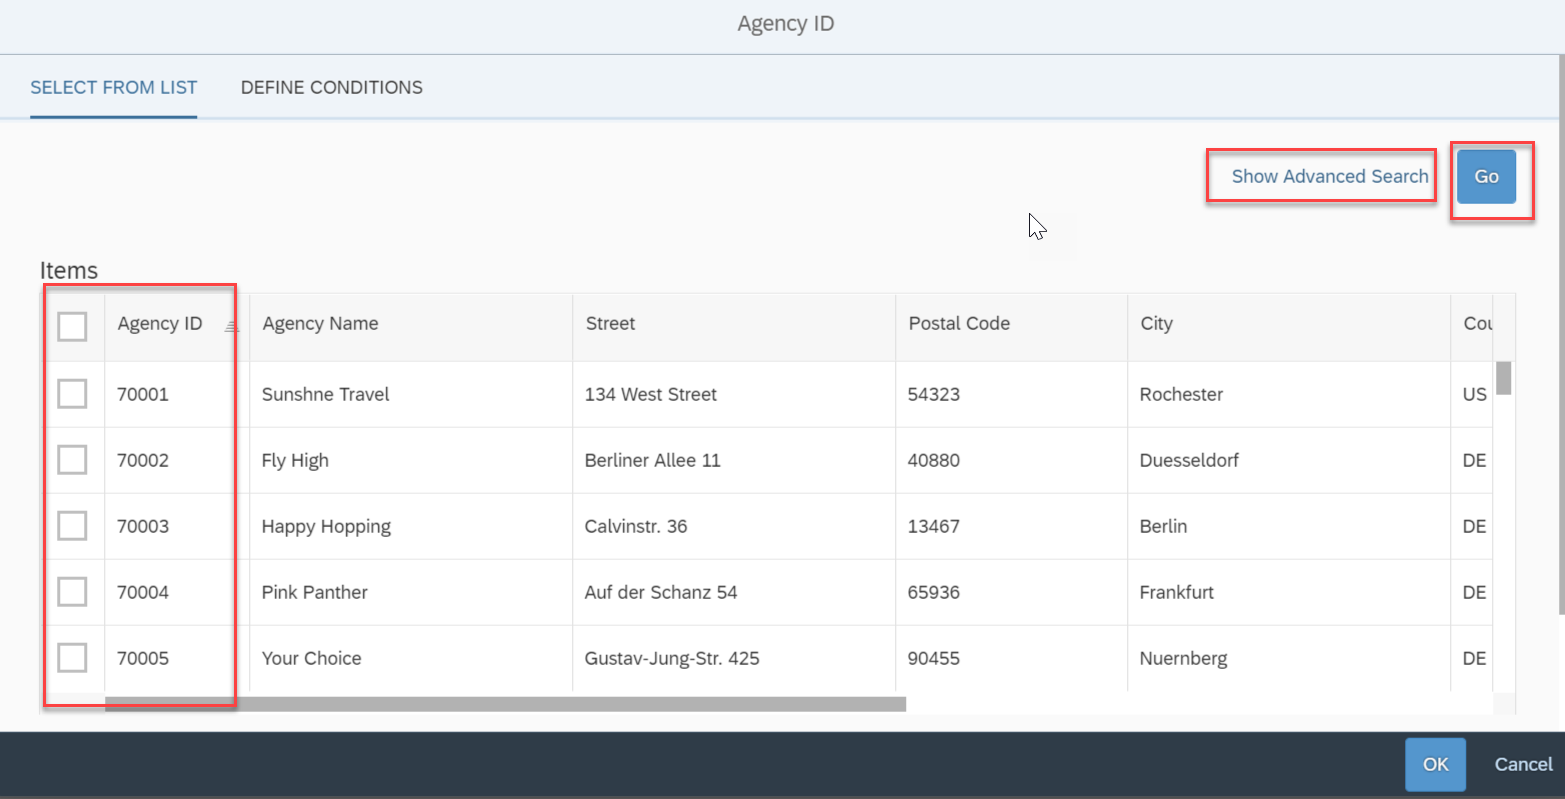 Agency ID
SELECT FROM LIST DEFINE CONDITIONS
Show Advanced Search Go
Items
Agency ID Agency Name Street Postal Code City Cou
70001 Sunshne Travel 134 West Street 54323 Rochester US
70002 Fly High Berliner Allee 11 40880 Duesseldorf DE
70003 Happy Hopping Calvinstr. 36 13467 Berlin DE
70004 Pink Panther Auf der Schanz 54 65936 Frankfurt DE
70005 Your Choice Gustav-Jung-Str. 425 90455 Nuernberg DE
OK Cancel